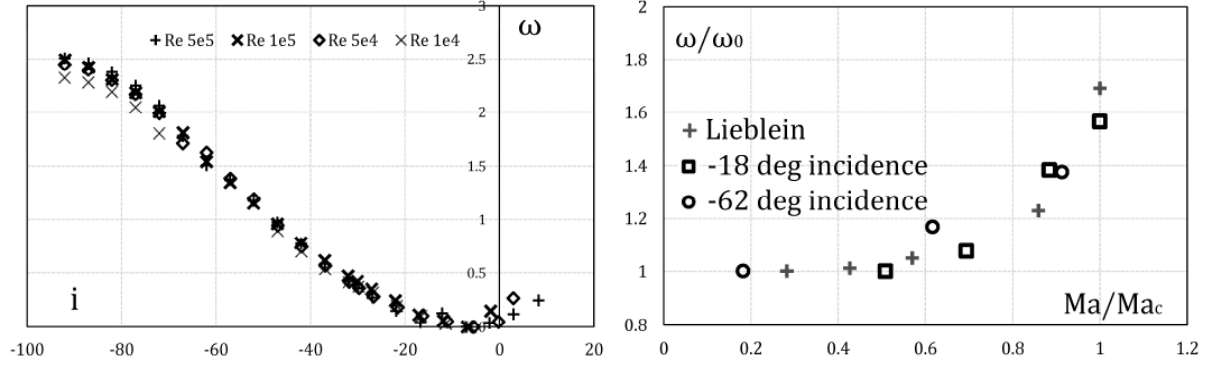 3
ω
+ Re 5e5 × Re 1e5 ◇ Re 5e4 × Re 1e4
2.5
2
1.5
1
0.5
0
i
-100 -80 -60 -40 -20 0 20
2
ω/ω0
1.8
1.6
+ Lieblein
-18 deg incidence
-62 deg incidence
1.4
1.2
1
Ma/Mac
0.8
0 0.2 0.4 0.6 0.8 1 1.2